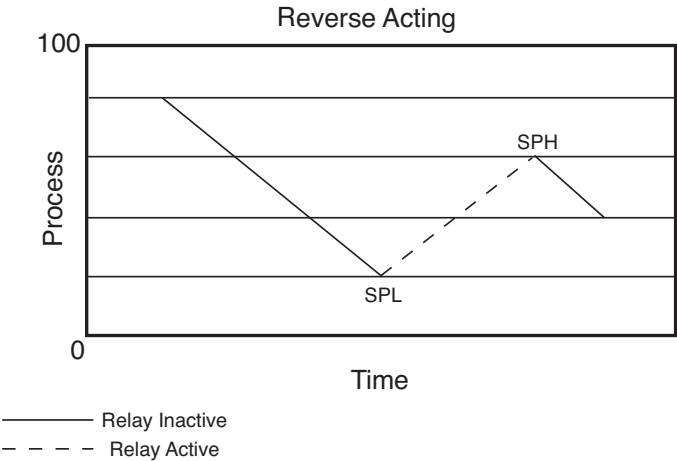 Reverse Acting
100
SPH
Process
SPL
0
Time
Relay Inactive
Relay Active